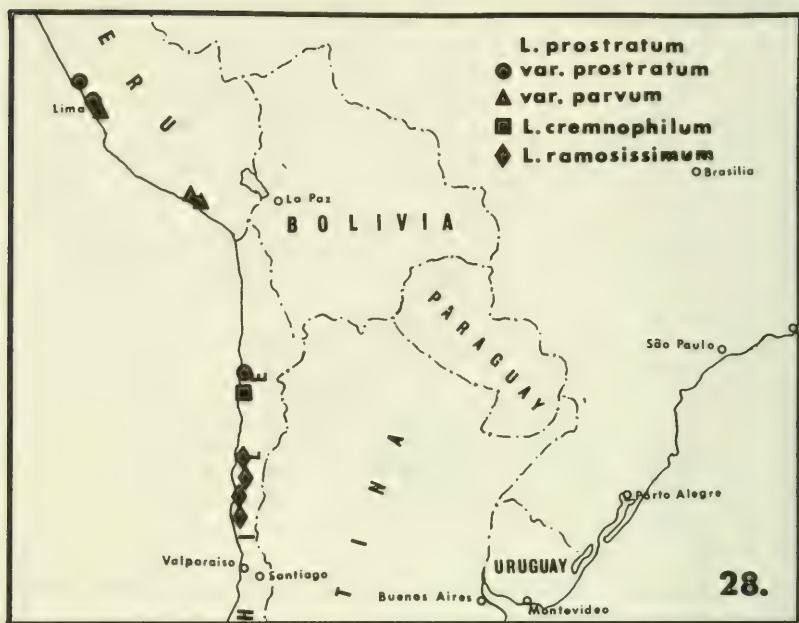 L. prostratum
var. prostratum
var. parvum
L. cremnophilum
L. ramosissimum
E R U
Lima
La Paz
BOLIVIA
Brasilia
PARAGUAY
São Paulo
E L I H
T I N A
Porto Alegre
Valparaiso
Santiago
URUGUAY
Buenos Aires
Montevideo
28.